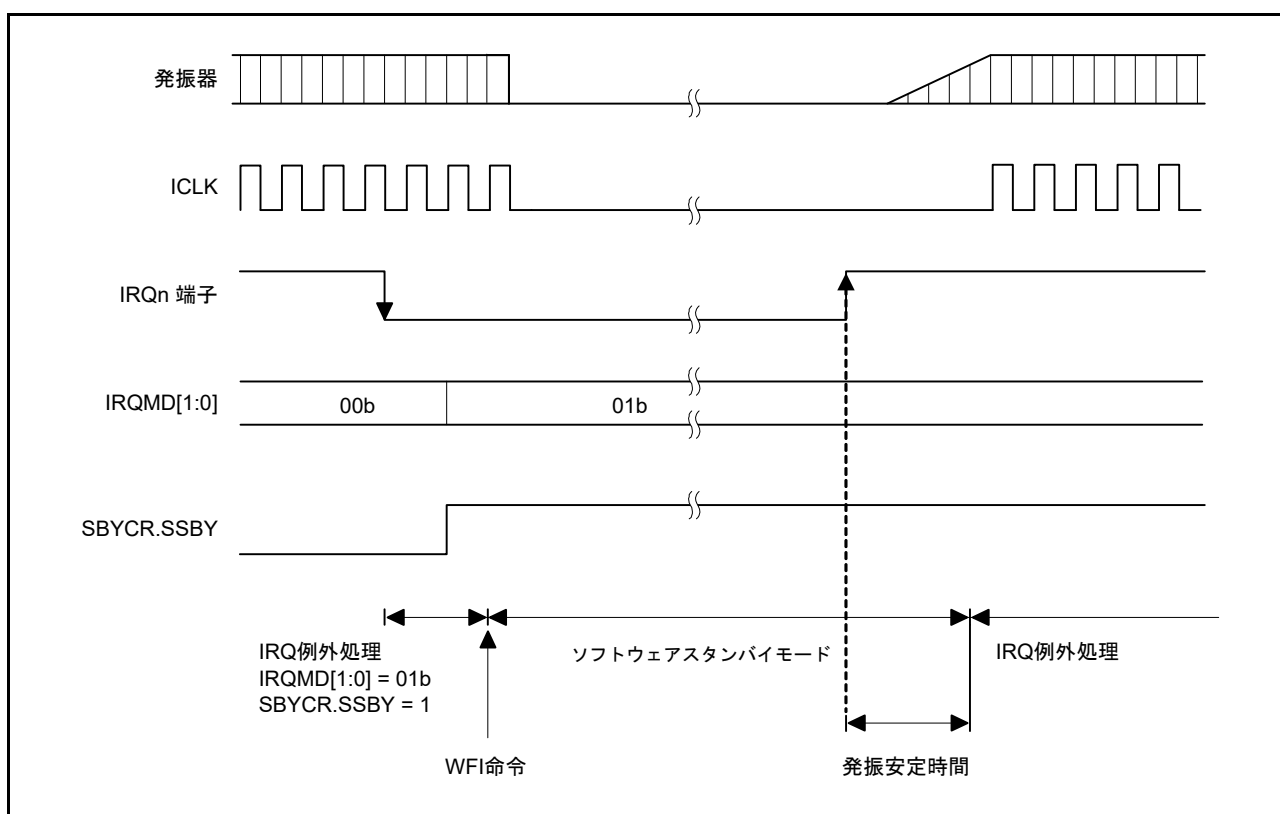 発振器
ICLK
IRQn 端子
IRQMD[1:0]
00b
01b
SBYCR.SSBY
IRQ例外処理
IRQMD[1:0] = 01b
SBYCR.SSBY = 1
ソフトウェアスタンバイモード
IRQ例外処理
WFI命令
発振安定時間